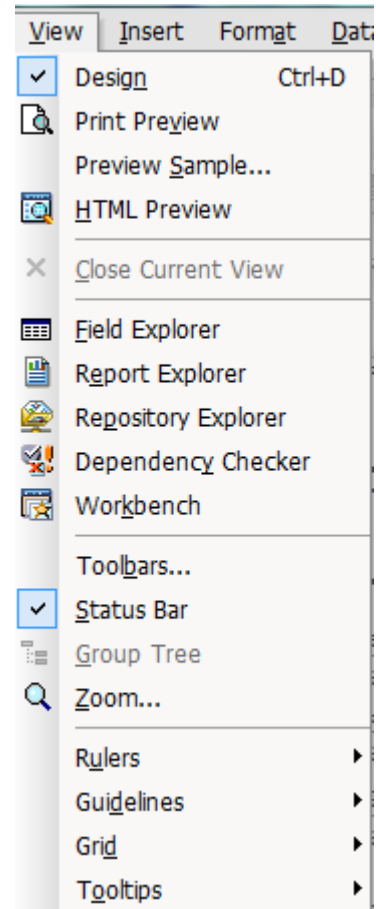 View Insert Format Data
Design Ctrl+D
Print Preview
Preview Sample...
HTML Preview
Close Current View
Field Explorer
Report Explorer
Repository Explorer
Dependency Checker
Workbench
Toolbars...
Status Bar
Group Tree
Zoom...
Rulers
Guidelines
Grid
Tooltips